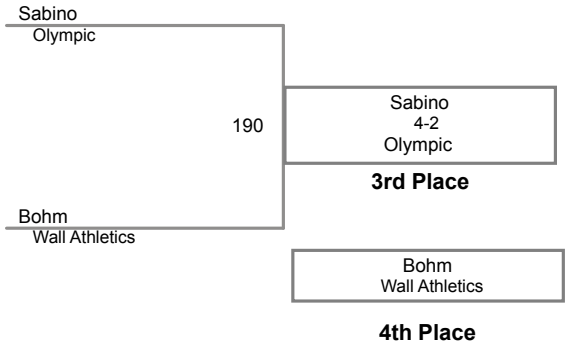 Sabino
Olympic
190
Sabino
4-2
Olympic
3rd Place
Bohm
Wall Athletics
Bohm
Wall Athletics
4th Place